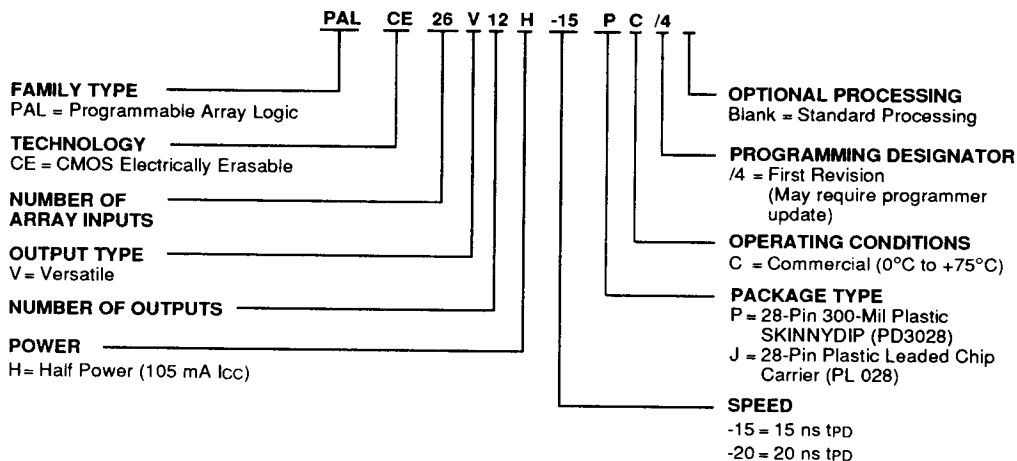 PAL CE 26 V 12 H -15 P C /4
FAMILY TYPE
PAL = Programmable Array Logic
TECHNOLOGY
CE = CMOS Electrically Erasable
NUMBER OF
ARRAY INPUTS
OUTPUT TYPE
V = Versatile
NUMBER OF OUTPUTS
POWER
H= Half Power (105 mA ICC)
OPTIONAL PROCESSING
Blank = Standard Processing
PROGRAMMING DESIGNATOR
/4 = First Revision
(May require programmer
update)
OPERATING CONDITIONS
C = Commercial (0°C to +75°C)
PACKAGE TYPE
P = 28-Pin 300-Mil Plastic
SKINNYDIP (PD3028)
J = 28-Pin Plastic Leaded Chip
Carrier (PL 028)
SPEED
-15 = 15 ns tPD
-20 = 20 ns tPD